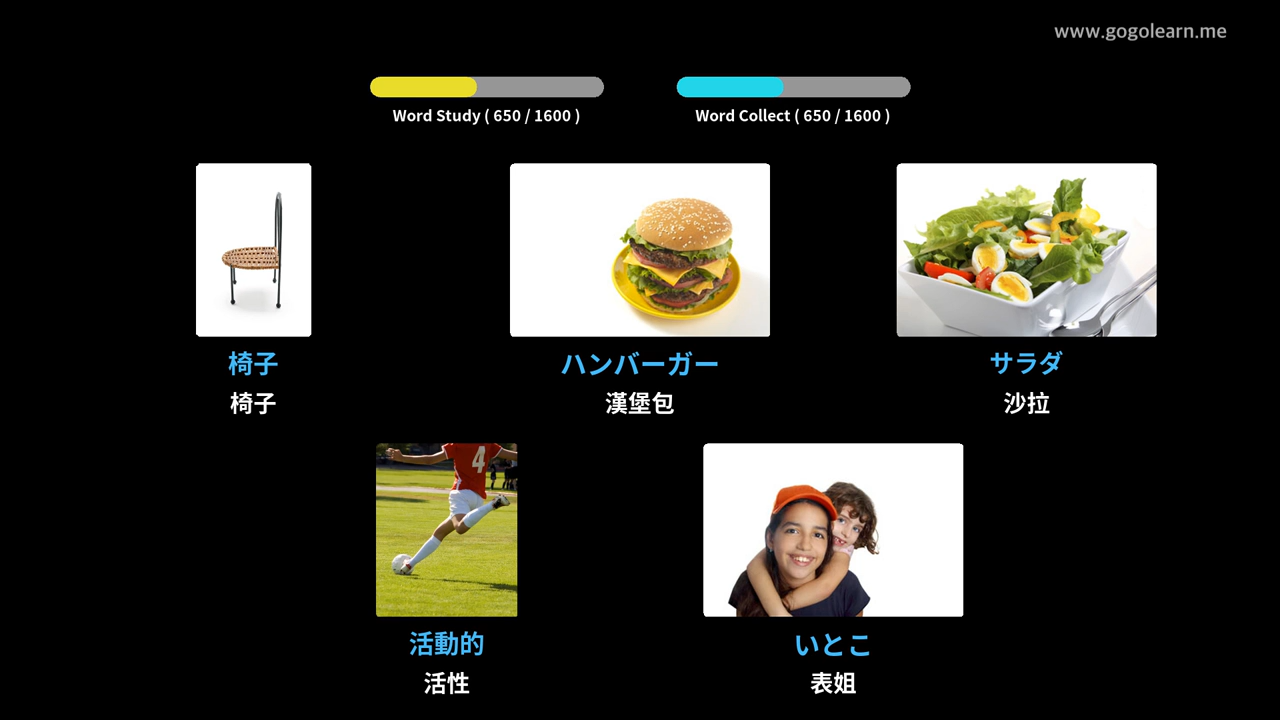 www.gogolearn.me
Word Study ( 650 / 1600 )
Word Collect ( 650 / 1600 )
椅子
椅子
ハンバーガー
漢堡包
サラダ
沙拉
4
活動的
活性
いとこ
表姐